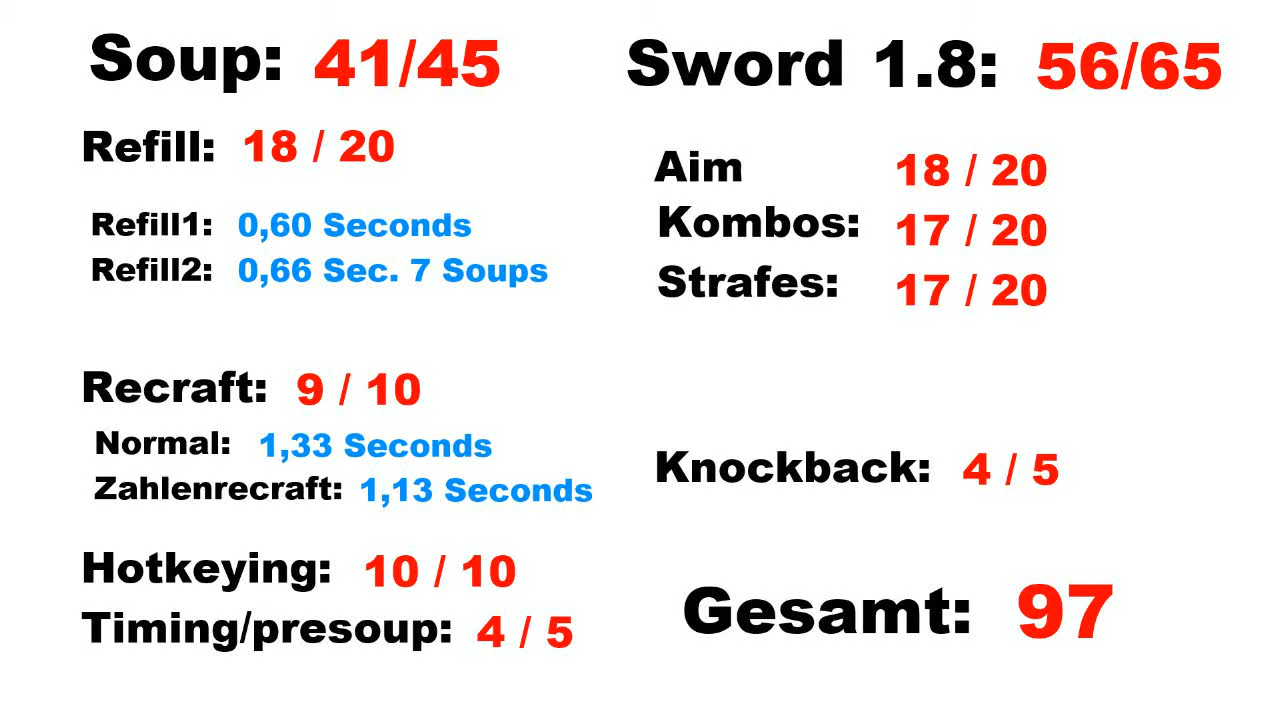 Soup: 41/45
Refill: 18 / 20
Refill1: 0,60 Seconds
Refill2: 0,66 Sec. 7 Soups
Recraft: 9 / 10
Normal: 1,33 Seconds
Zahlenrecraft: 1,13 Seconds
Hotkeying: 10 / 10
Timing/presoup: 4 / 5
Sword 1.8: 56/65
Aim 18 / 20
Kombos: 17 / 20
Strafes: 17 / 20
Knockback: 4 / 5
Gesamt: 97